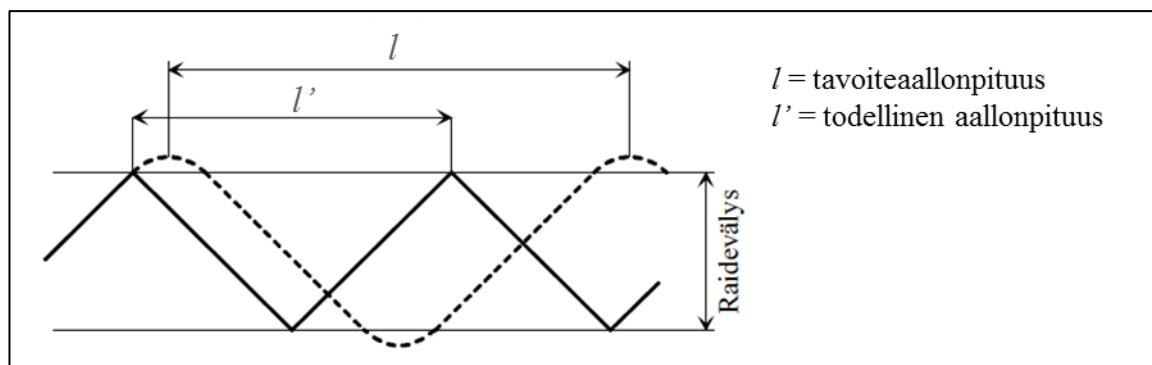 l
l’
l = tavoiteaallonpituus
l’ = todellinen aallonpituus
Raidevälys